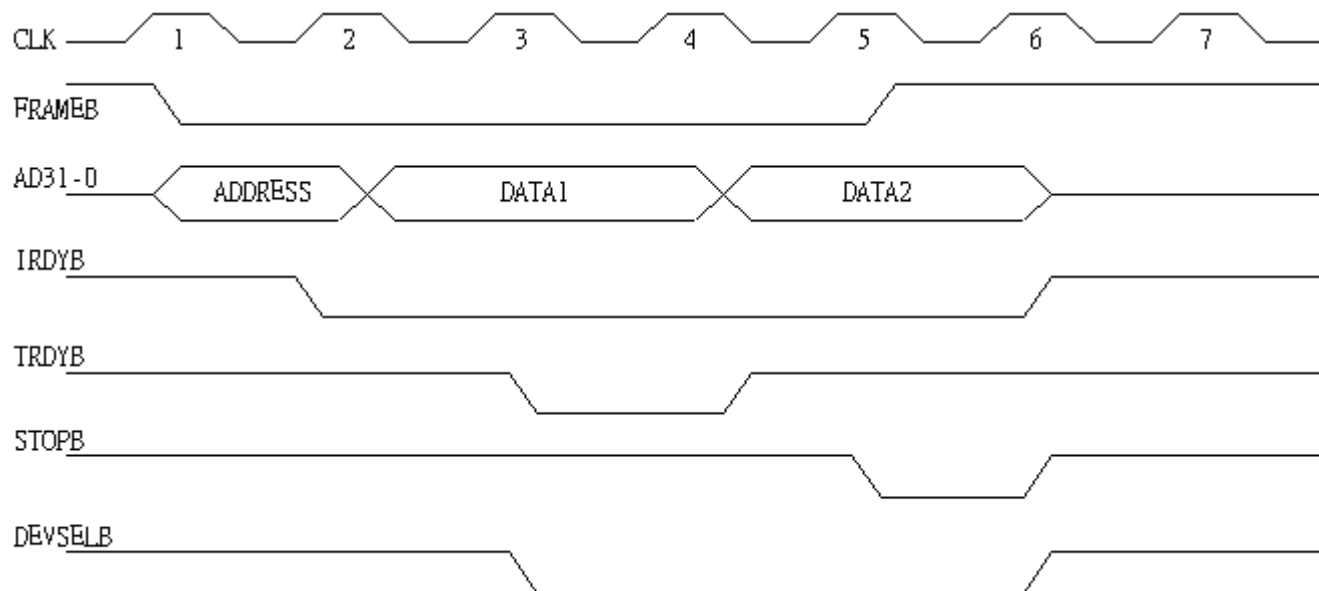 CLK 1 2 3 4 5 6 7
FRAMEB
AD31-0 ADDRESS DATA1 DATA2
IRDYB
TRDYB
STOPB
DEVSELB